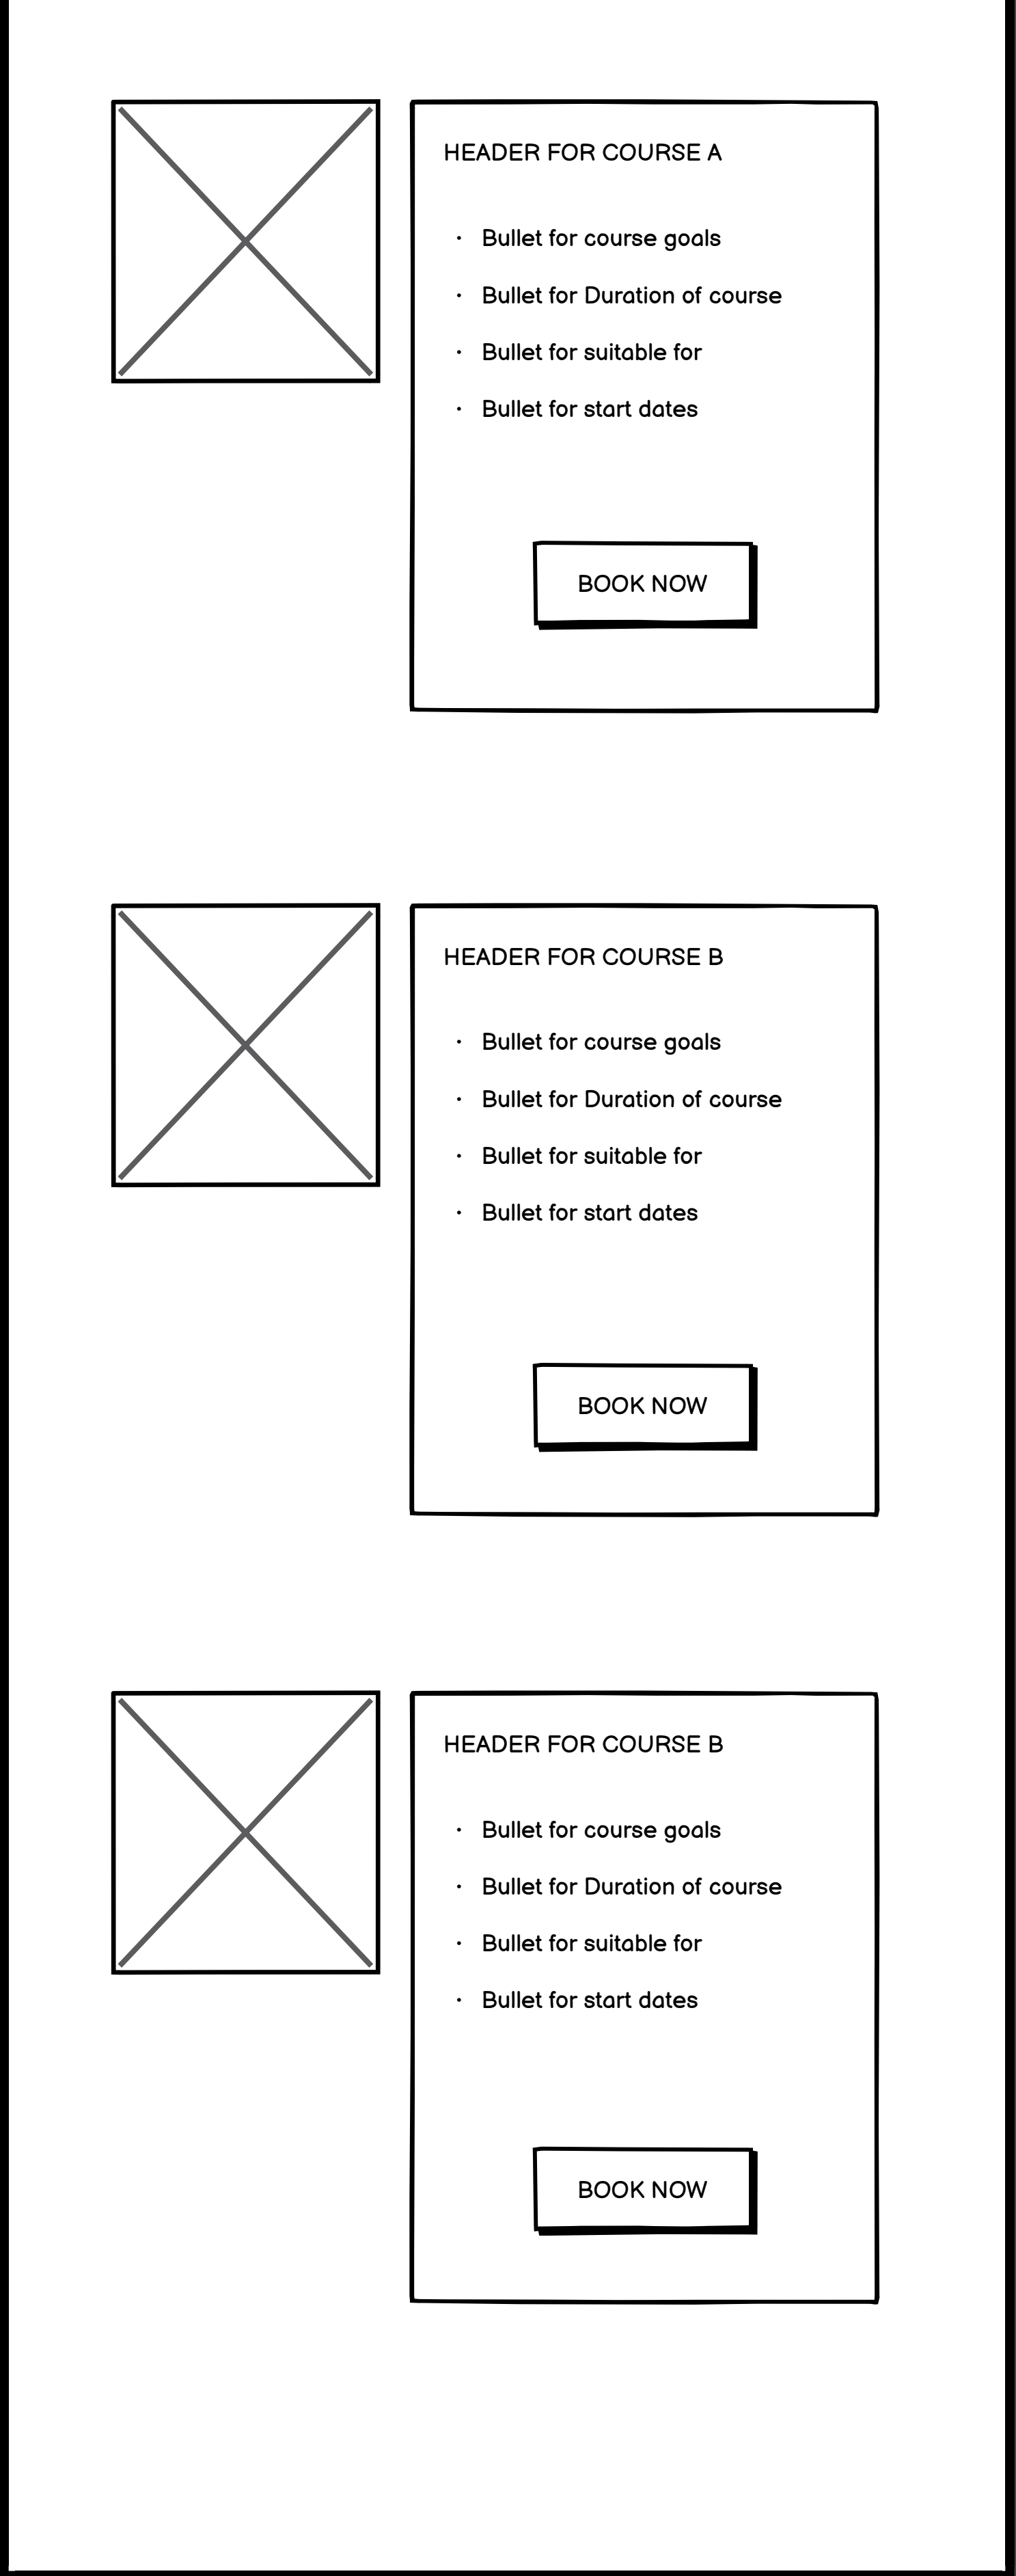 HEADER FOR COURSE A
· Bullet for course goals
· Bullet for Duration of course
· Bullet for suitable for
· Bullet for start dates
BOOK NOW
HEADER FOR COURSE B
· Bullet for course goals
· Bullet for Duration of course
· Bullet for suitable for
· Bullet for start dates
BOOK NOW
HEADER FOR COURSE B
· Bullet for course goals
· Bullet for Duration of course
· Bullet for suitable for
· Bullet for start dates
BOOK NOW